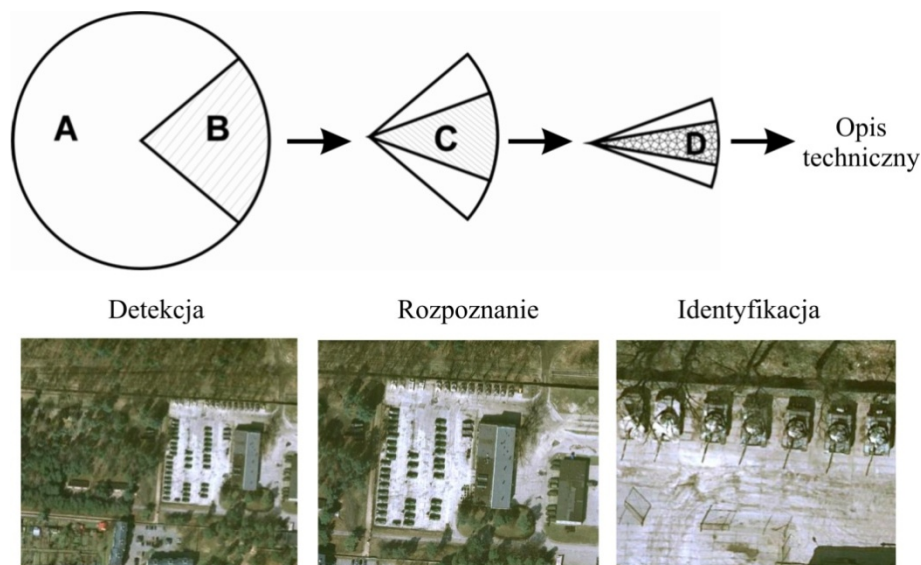 A
B
C
D
Opis
techniczny
Detekcja
Rozpoznanie
Identyfikacja